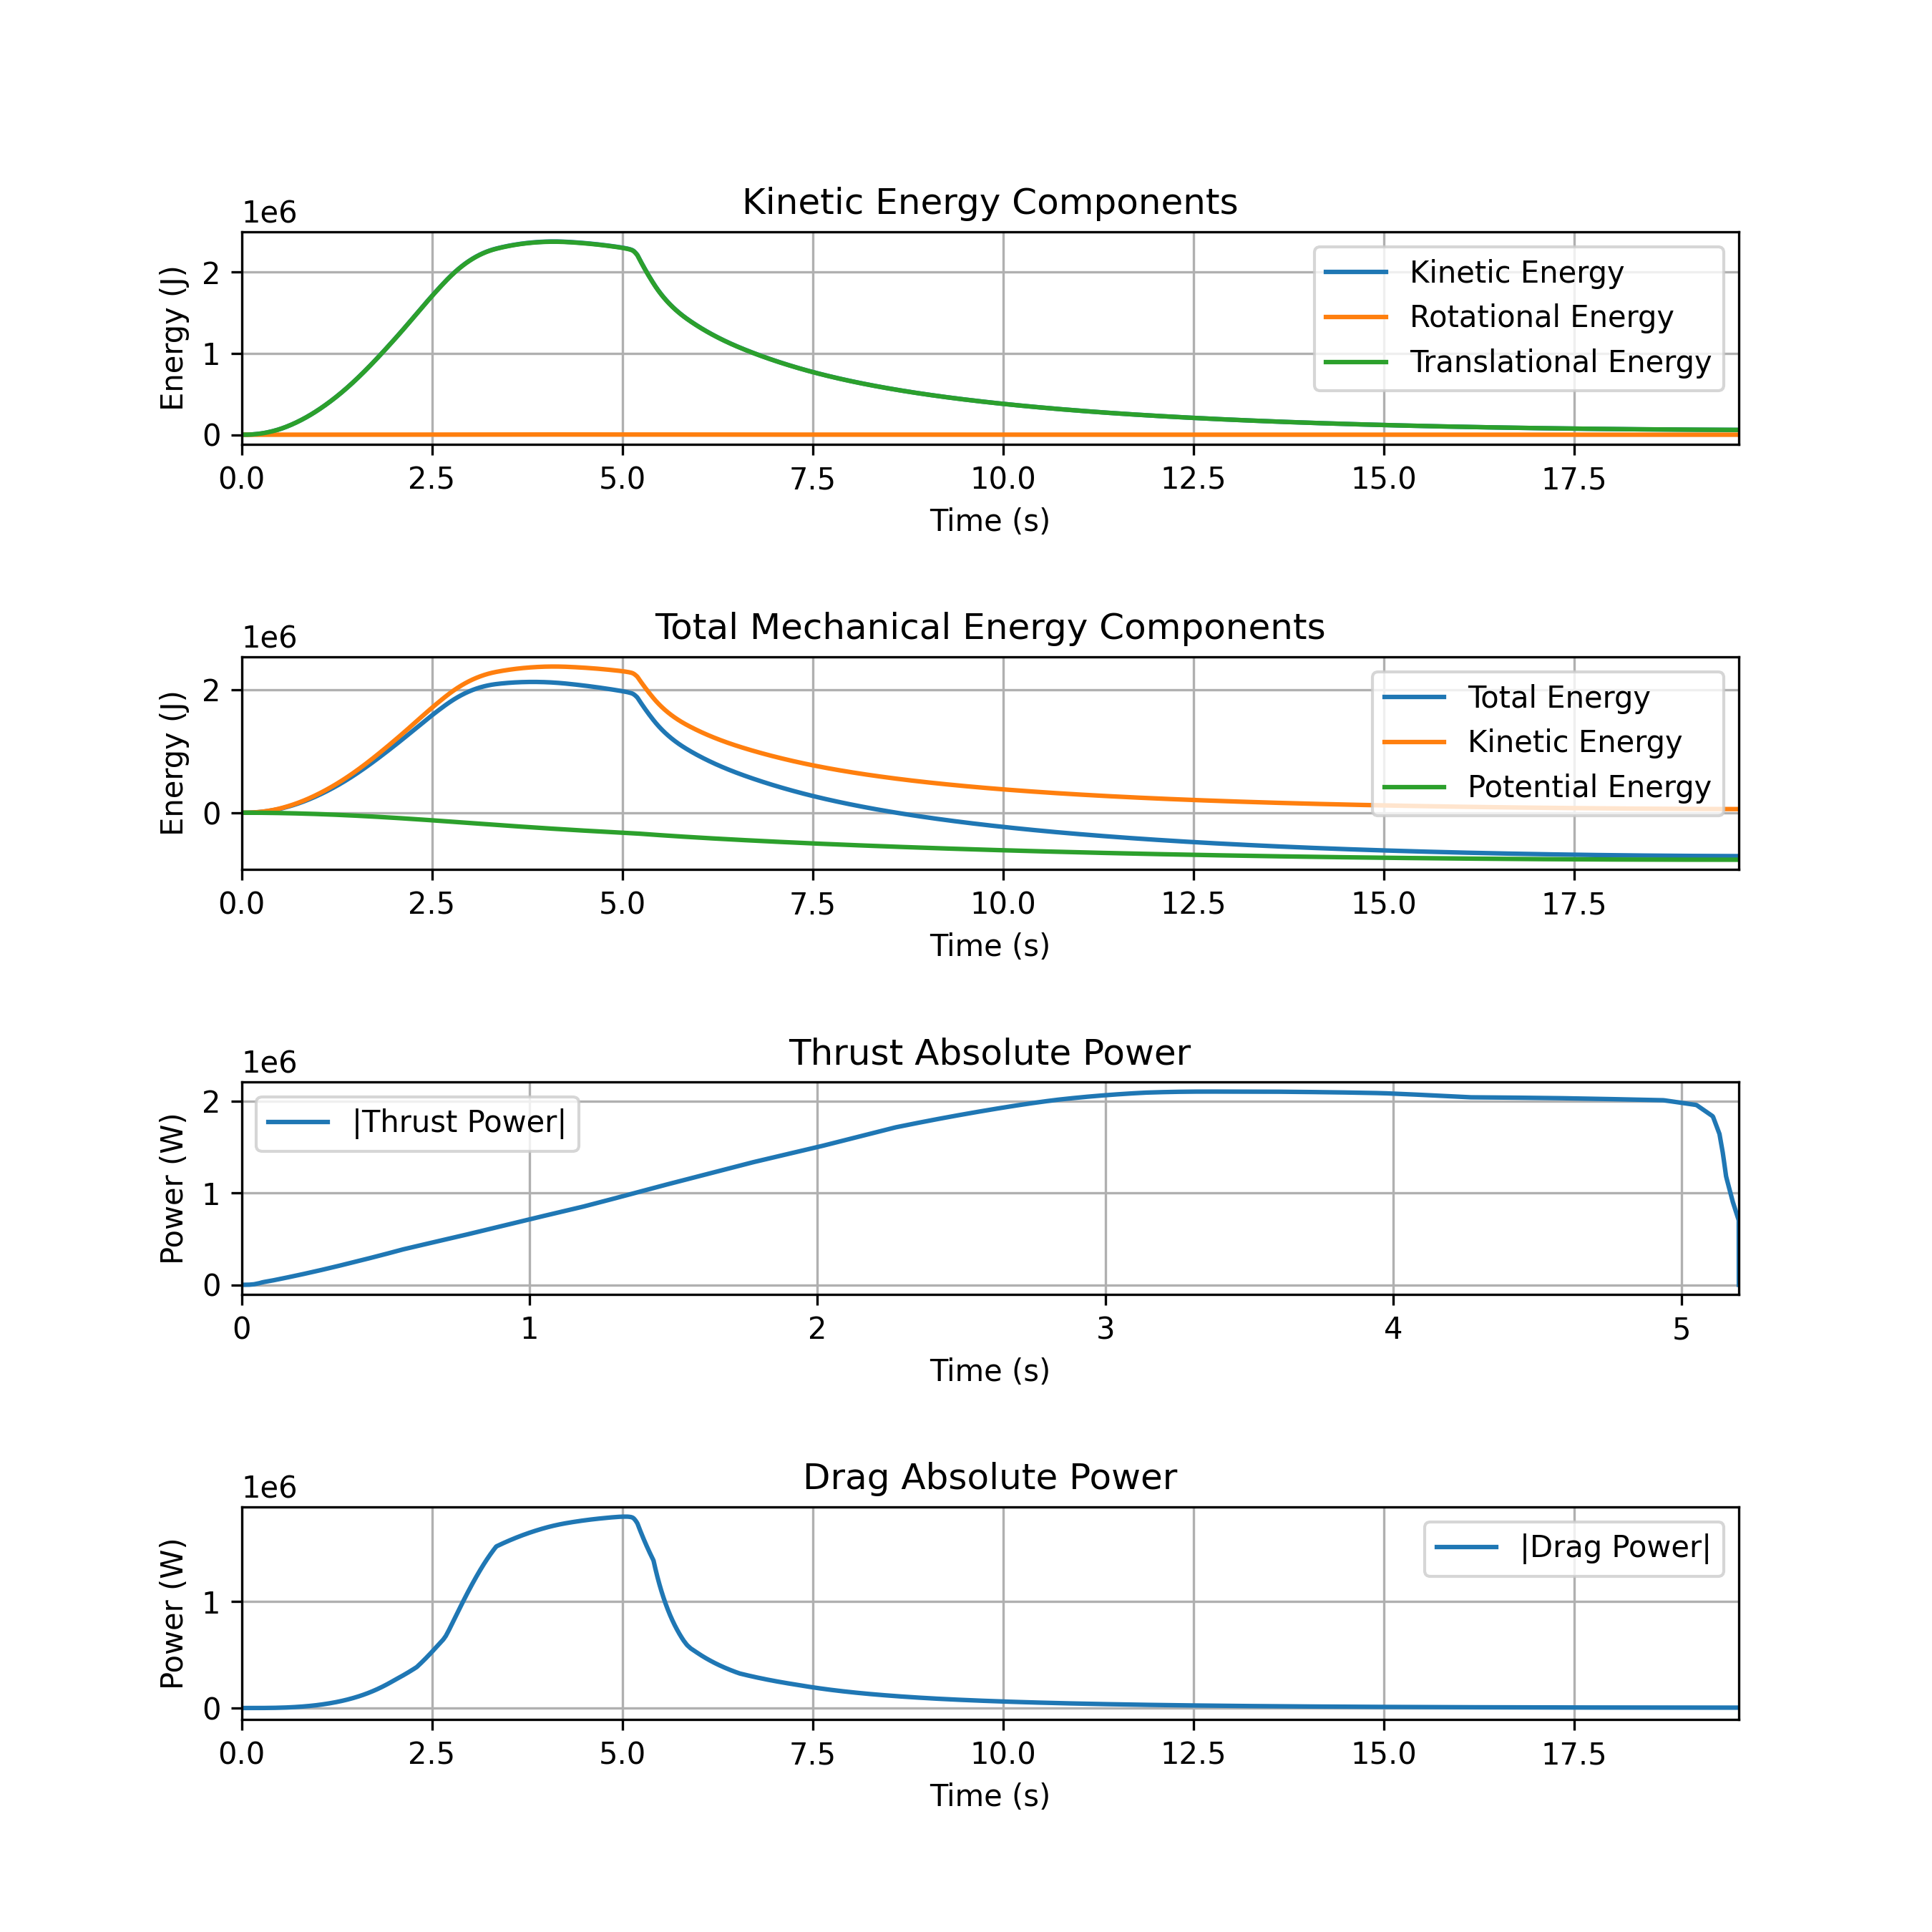 Kinetic Energy Components
1e6
Energy (J)
2
1
0
Kinetic Energy
Rotational Energy
Translational Energy
0.0 2.5 5.0 7.5 10.0 12.5 15.0 17.5
Time (s)
Total Mechanical Energy Components
1e6
Energy (J)
2
0
Total Energy
Kinetic Energy
Potential Energy
0.0 2.5 5.0 7.5 10.0 12.5 15.0 17.5
Time (s)
Thrust Absolute Power
1e6
Power (W)
2
1
0
|Thrust Power|
0 1 2 3 4 5
Time (s)
Drag Absolute Power
1e6
Power (W)
1
0
|Drag Power|
0.0 2.5 5.0 7.5 10.0 12.5 15.0 17.5
Time (s)